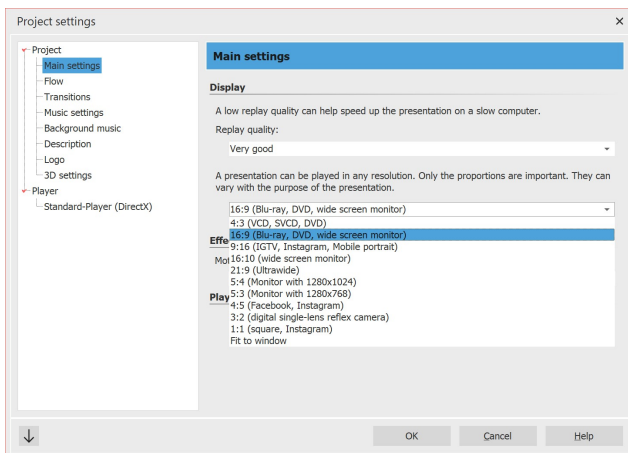 Project settings
Project
Main settings
Flow
Transitions
Music settings
Background music
Description
Logo
3D settings
Player
Standard-Player (DirectX)
Main settings
Display
A low replay quality can help speed up the presentation on a slow computer.
Replay quality:
Very good
A presentation can be played in any resolution. Only the proportions are important. They can
vary with the purpose of the presentation.
16:9 (Blu-ray, DVD, wide screen monitor)
4:3 (VCD, SVCD, DVD)
16:9 (Blu-ray, DVD, wide screen monitor)
Effe
9:16 (IGTV, Instagram, Mobile portrait)
Mot
16:10 (wide screen monitor)
21:9 (Ultrawide)
5:4 (Monitor with 1280x1024)
Play
5:3 (Monitor with 1280x768)
4:5 (Facebook, Instagram)
3:2 (digital single-lens reflex camera)
1:1 (square, Instagram)
Fit to window
OK
Cancel
Help